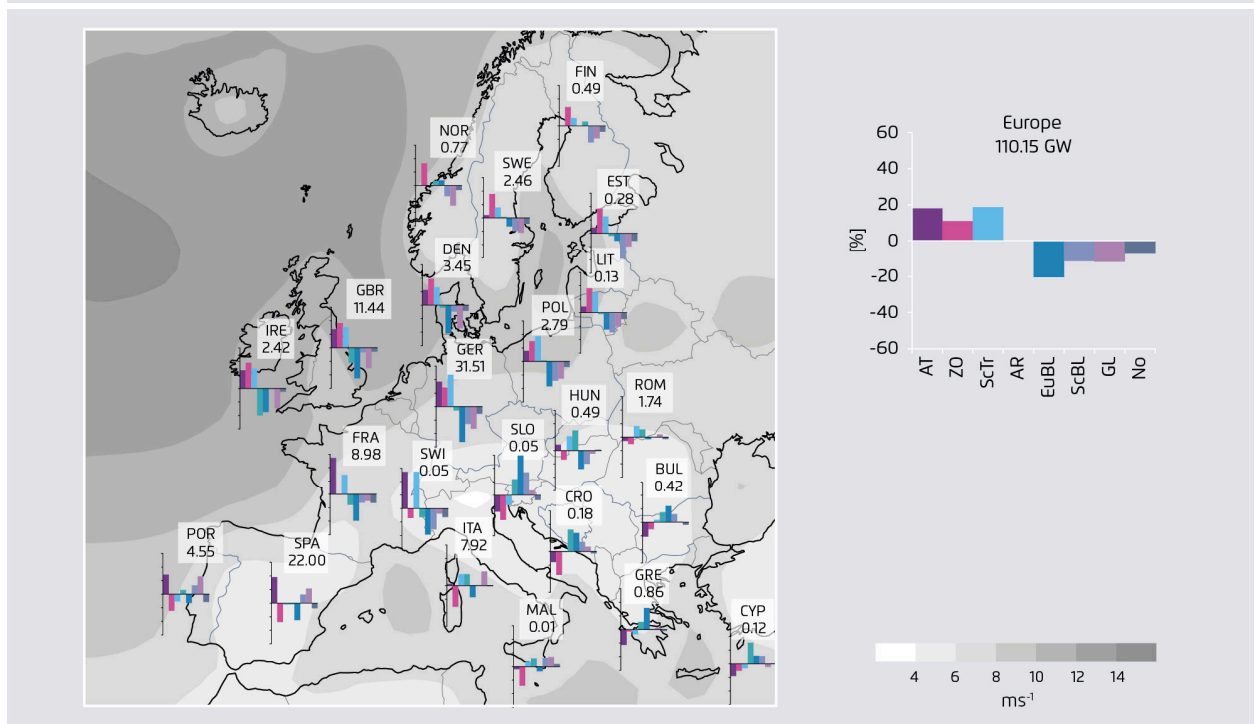 FIN
0.49
NOR
0.77
SWE
2.46
EST
0.28
DEN
3.45
LIT
0.13
GBR
11.44
POL
2.79
IRE
2.42
GER
31.51
HUN
0.49
ROM
1.74
FRA
8.98
SWI
0.05
SLO
0.05
BUL
0.42
CRO
0.18
POR
4.55
SPA
22.00
ITA
7.92
GRE
0.86
MAL
0.01
CYP
0.12
Europe
110.15 GW
[%]
60
40
20
0
-20
-40
-60
AT
ZO
ScTr
AR
EuBL
ScBL
GL
No
4 6 8 10 12 14
ms⁻¹